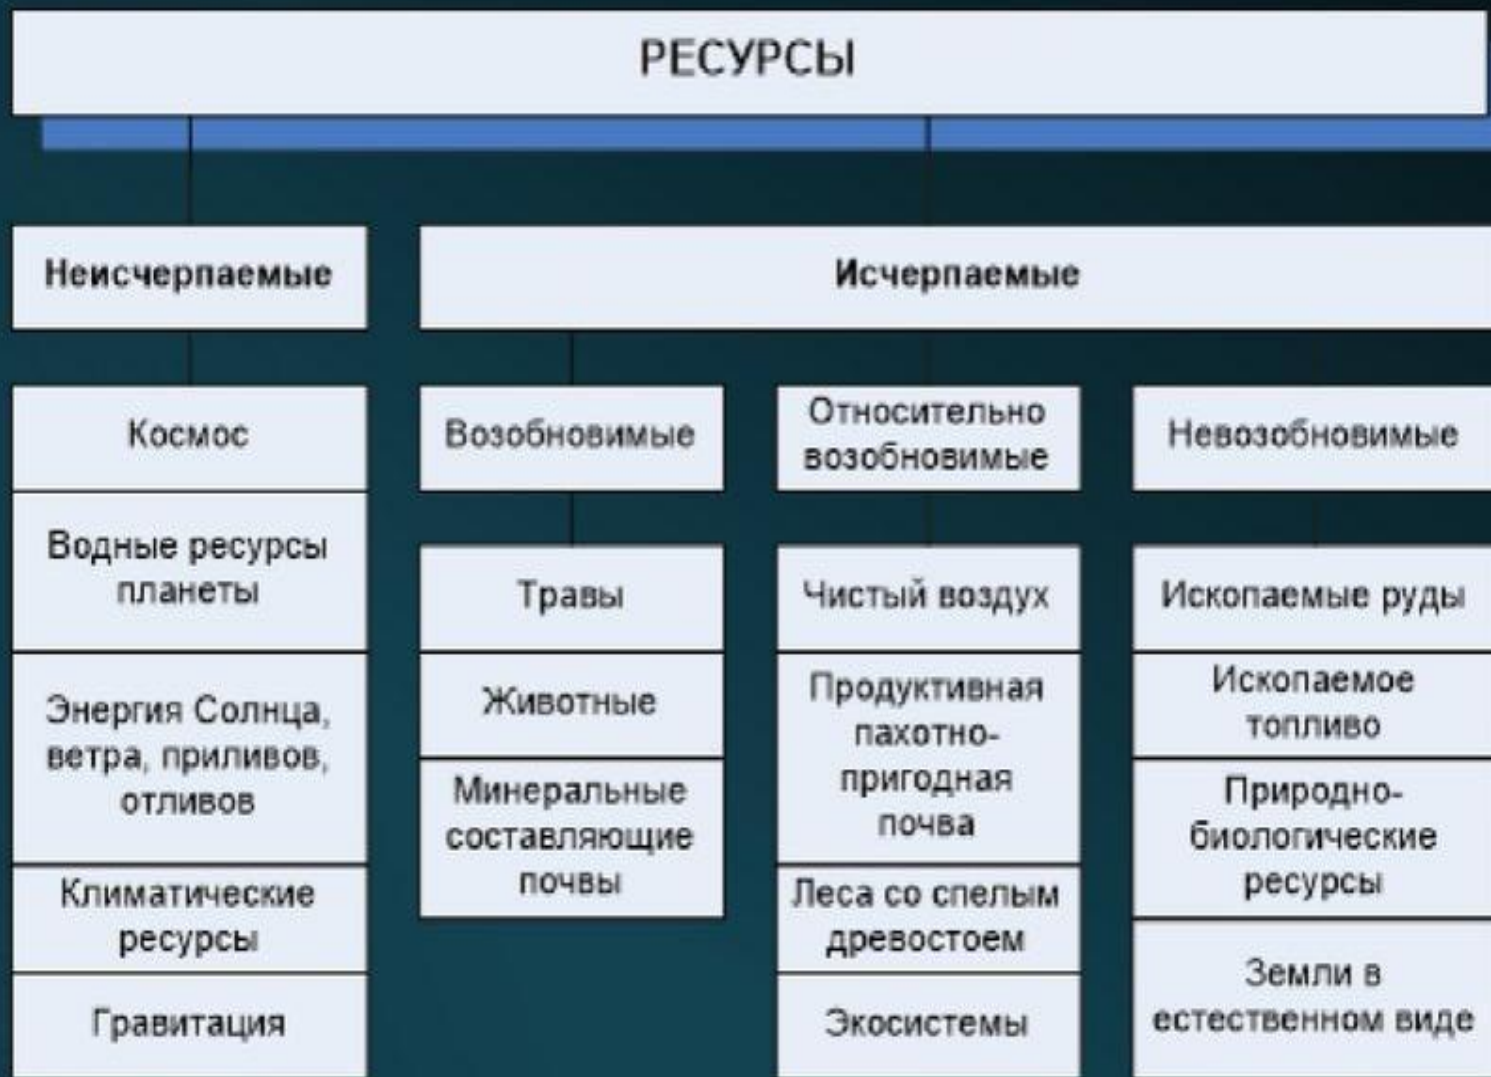 РЕСУРСЫ
Неисчерпаемые
Исчерпаемые
Космос
Водные ресурсы
планеты
Энергия Солнца,
ветра, приливов,
отливов
Климатические
ресурсы
Гравитация
Возобновимые
Травы
Животные
Минеральные
составляющие
почвы
Относительно
возобновимые
Чистый воздух
Продуктивная
пахотно-
пригодная
почва
Леса со спелым
древостоем
Экосистемы
Невозобновимые
Ископаемые руды
Ископаемое
топливо
Природно-
биологические
ресурсы
Земли в
естественном виде